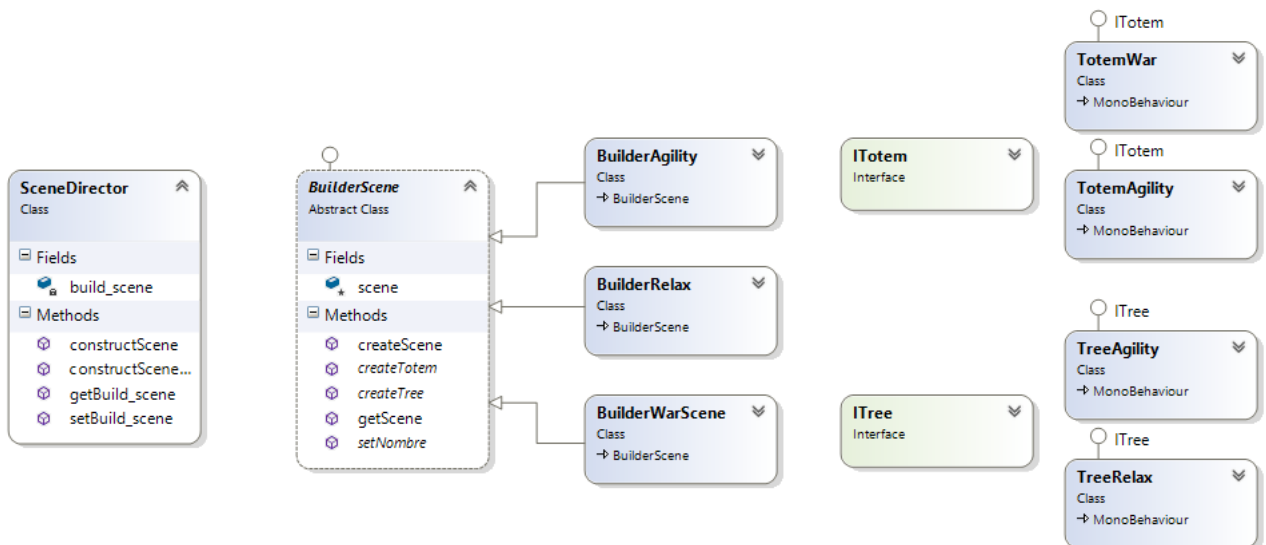 SceneDirector
Class
Fields
build_scene
Methods
constructScene
constructScene...
getBuild_scene
setBuild_scene
BuilderScene
Abstract Class
Fields
scene
Methods
createScene
createTotem
createTree
getScene
setNombre
BuilderAgility
Class
BuilderScene
BuilderRelax
Class
BuilderScene
BuilderWarScene
Class
BuilderScene
ITotem
Interface
ITree
Interface
ITotem
TotemWar
Class
MonoBehaviour
ITotem
TotemAgility
Class
MonoBehaviour
ITree
TreeAgility
Class
MonoBehaviour
ITree
TreeRelax
Class
MonoBehaviour